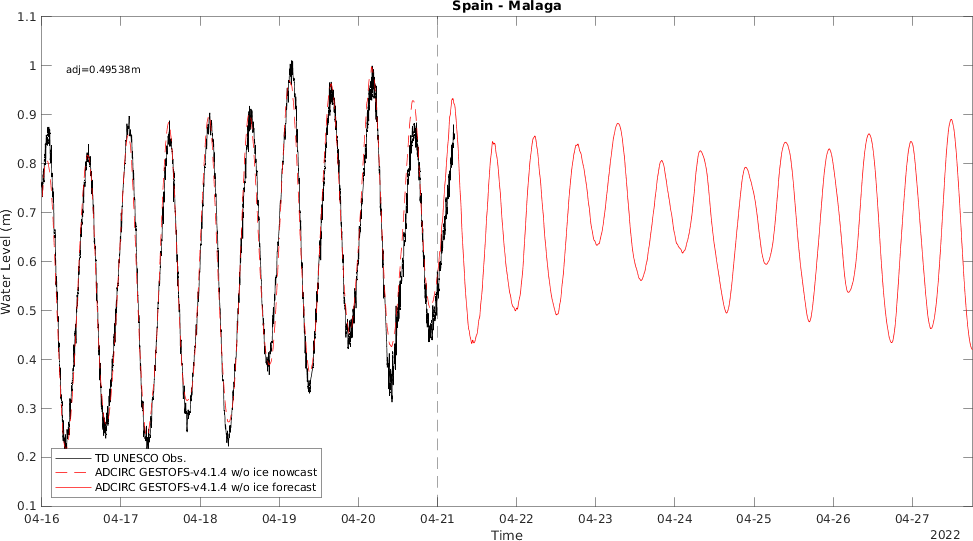 Spain - Malaga
1.1
1
0.9
0.8
0.7
0.6
0.5
0.4
0.3
0.2
0.1
Water Level (m)
adj=0.49538m
TD UNESCO Obs.
ADCIRC GESTOFS-v4.1.4 w/o ice nowcast
ADCIRC GESTOFS-v4.1.4 w/o ice forecast
04-16 04-17 04-18 04-19 04-20 04-21 04-22 04-23 04-24 04-25 04-26 04-27
Time
2022